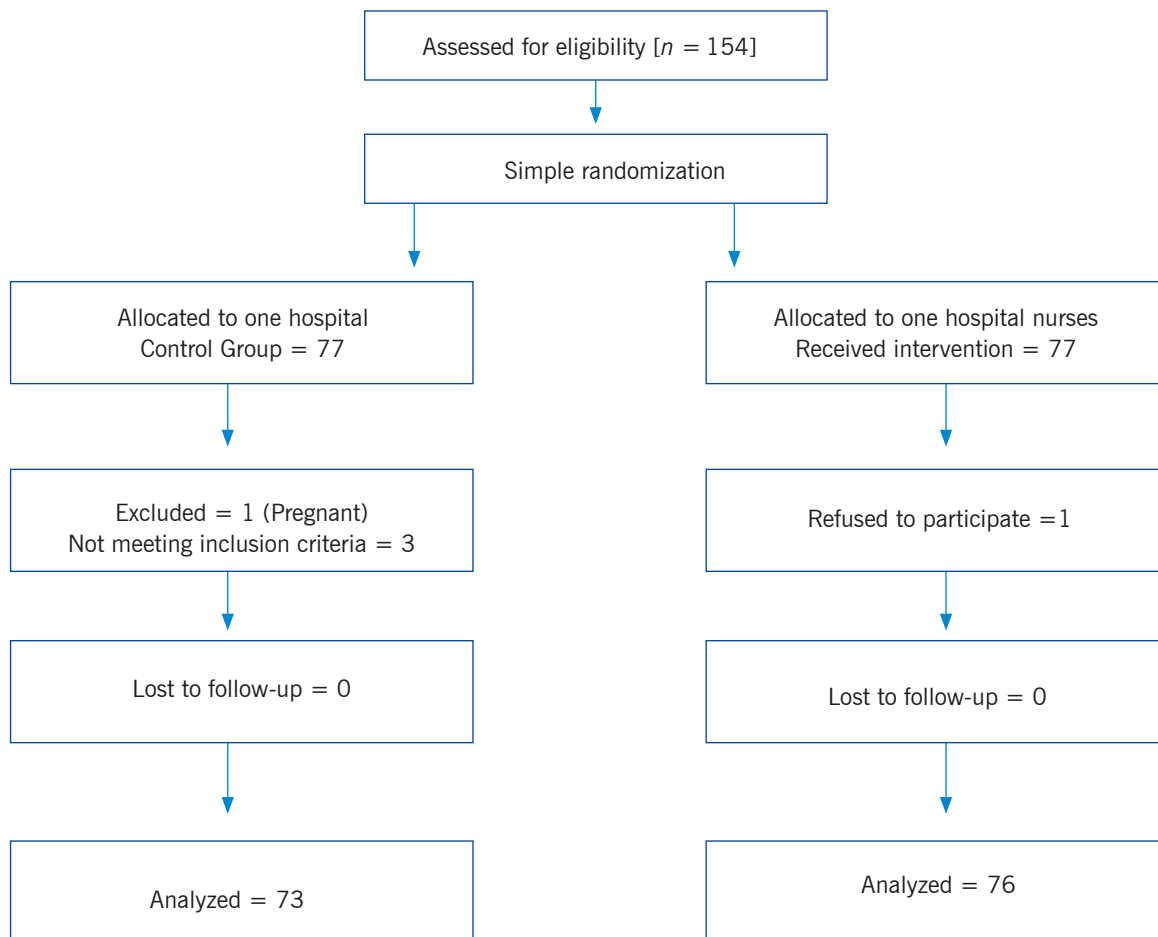 Assessed for eligibility [n = 154]
Simple randomization
Allocated to one hospital
Control Group = 77
Allocated to one hospital nurses
Received intervention = 77
Excluded = 1 (Pregnant)
Not meeting inclusion criteria = 3
Refused to participate =1
Lost to follow-up = 0
Lost to follow-up = 0
Analyzed = 73
Analyzed = 76